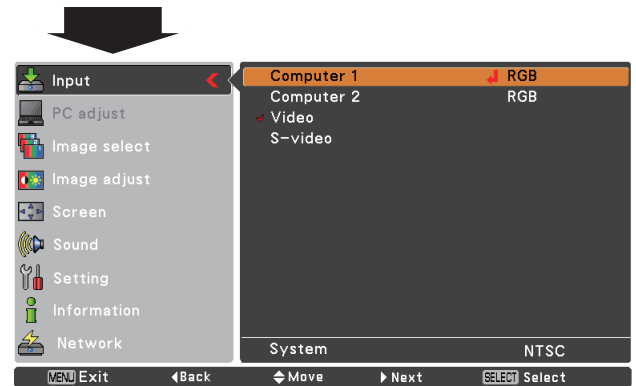 Input
PC adjust
Image select
Image adjust
Screen
Sound
Setting
Information
Network
Computer 1 RGB
Computer 2 RGB
Video
S-video
System NTSC
MENU Exit Back Move Next SELECT Select